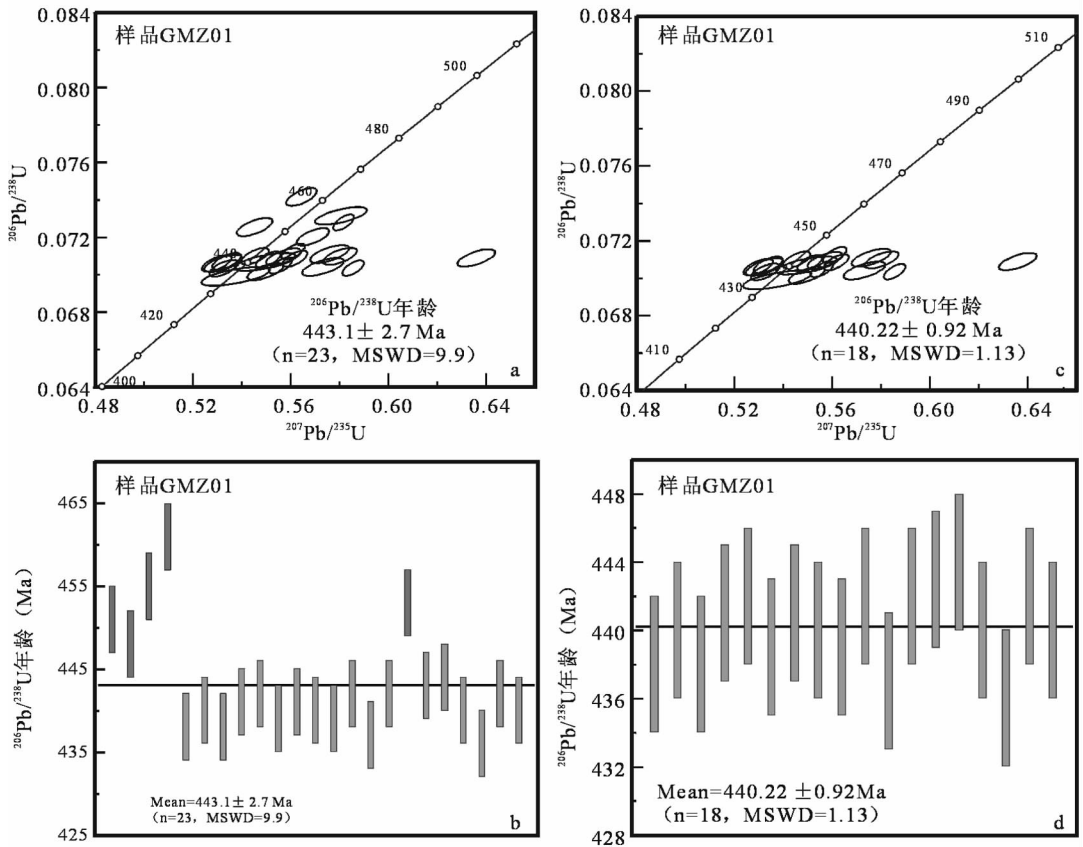 0.084
0.080
0.076
0.072
0.068
0.064
²⁰⁶Pb/²³⁸U
样品GMZ01
500
480
460
440
420
400
²⁰⁶Pb/²³⁸U年龄
443.1± 2.7 Ma
(n=23, MSWD=9.9)
a
0.48 0.52 0.56 0.60 0.64
²⁰⁷Pb/²³⁵U
0.084
0.080
0.076
0.072
0.068
0.064
²⁰⁶Pb/²³⁸U
样品GMZ01
510
490
470
450
430
410
²⁰⁶Pb/²³⁸U年龄
440.22± 0.92 Ma
(n=18, MSWD=1.13)
c
0.48 0.52 0.56 0.60 0.64
²⁰⁷Pb/²³⁵U
465
455
445
435
425
²⁰⁶Pb/²³⁸U年龄(Ma)
样品GMZ01
Mean=443.1± 2.7 Ma
(n=23, MSWD=9.9)
b
448
444
440
436
432
428
²⁰⁶Pb/²³⁸U年龄(Ma)
样品GMZ01
Mean=440.22 ±0.92Ma
(n=18, MSWD=1.13)
d